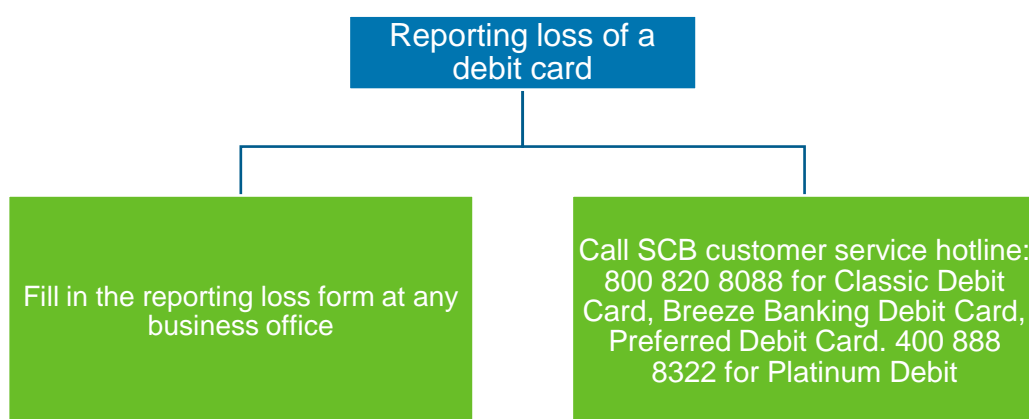 Reporting loss of a
debit card
Fill in the reporting loss form at any
business office
Call SCB customer service hotline:
800 820 8088 for Classic Debit
Card, Breeze Banking Debit Card,
Preferred Debit Card. 400 888
8322 for Platinum Debit